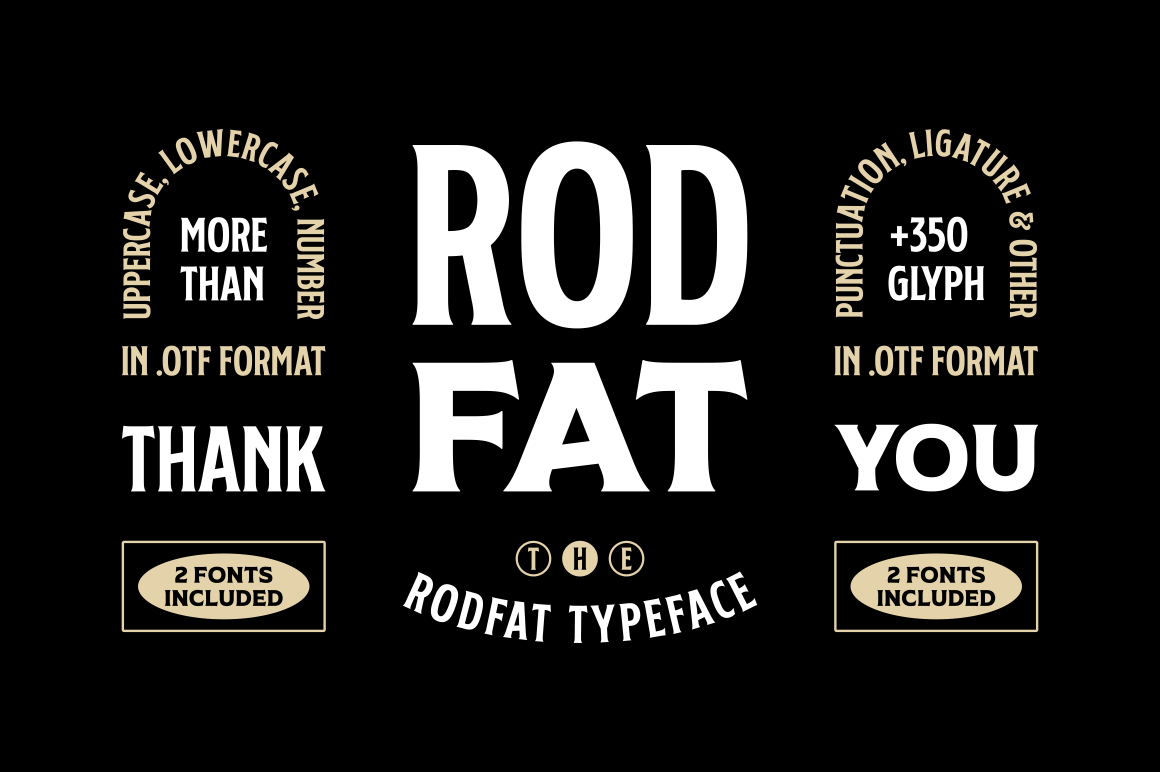 UPPERCASE, LOWERCASE, NUMBER
MORE
THAN
IN .OTF FORMAT
THANK
2 FONTS
INCLUDED
ROD
FAT
THE
RODFAT TYPEFACE
PUNCTUATION, LIGATURE & OTHER
+350
GLYPH
IN .OTF FORMAT
YOU
2 FONTS
INCLUDED